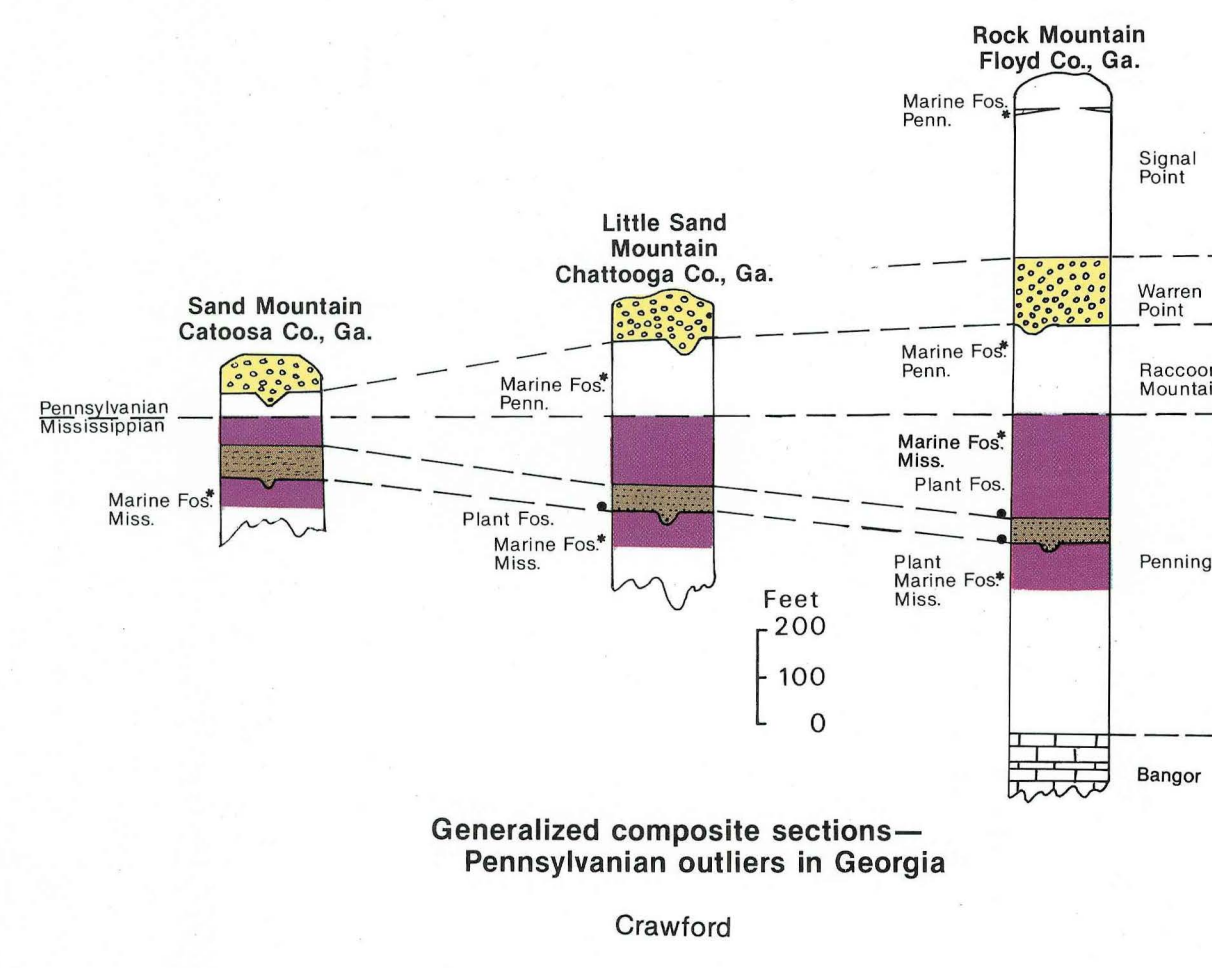 Rock Mountain
Floyd Co., Ga.
Marine Fos.
Penn. *
Signal
Point
Little Sand
Mountain
Chattooga Co., Ga.
Warren
Point
Sand Mountain
Catoosa Co., Ga.
Marine Fos.*
Penn.
Raccoor
Mountai
Marine Fos.*
Penn.
Pennsylvanian
Mississippian
Marine Fos.*
Miss.
Plant Fos.
Marine Fos.*
Miss.
Plant Fos.
Marine Fos.*
Miss.
Plant
Marine Fos.*
Miss.
Penning
Feet
200
100
0
Bangor
Generalized composite sections—
Pennsylvanian outliers in Georgia
Crawford